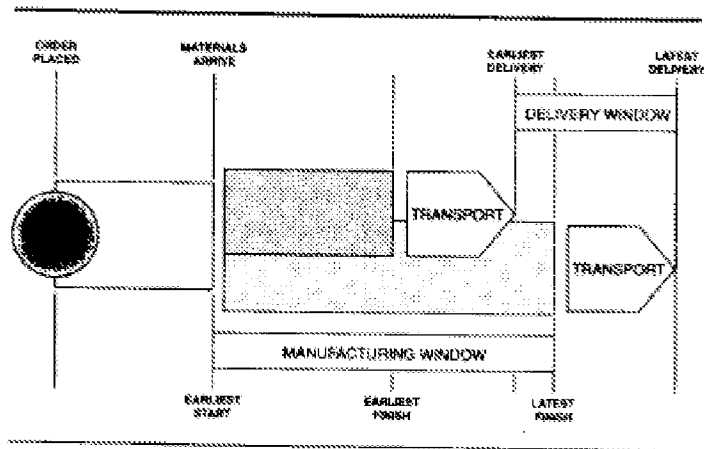 ORDER
PLACED
MATERIALS
ARRIVE
EARLIEST
DELIVERY
LATEST
DELIVERY
DELIVERY WINDOW
TRANSPORT
TRANSPORT
MANUFACTURING WINDOW
EARLIEST
START
EARLIEST
FINISH
LATEST
FINISH